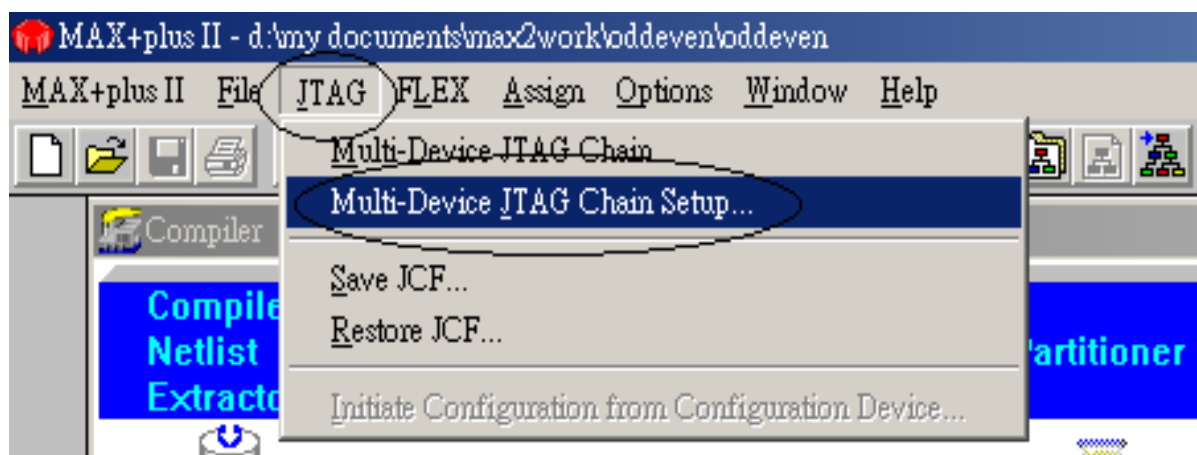 MAX+plus II - d:\my documents\max2work\oddeven\oddeven
MAX+plus II File JTAG FLEX Assign Options Window Help
Multi-Device JTAG Chain
Multi-Device JTAG Chain Setup...
Compiler
Save JCF...
Restore JCF...
Initiate Configuration from Configuration Device...
Compile
Netlist
Extracto
Partitioner